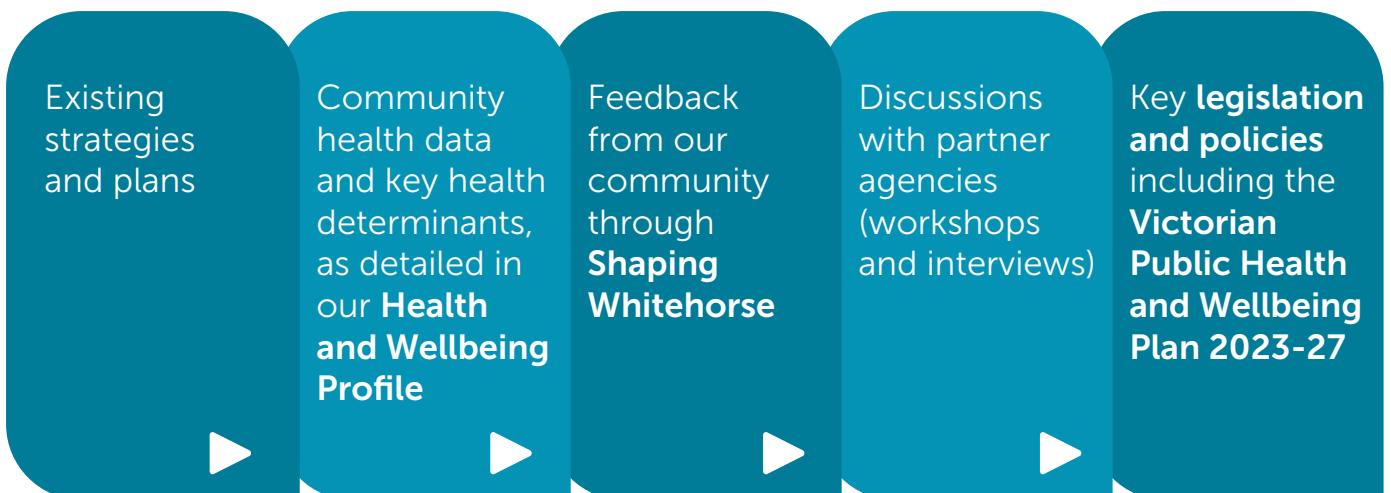 Existing
strategies
and plans
Community
health data
and key health
determinants,
as detailed in
our Health
and Wellbeing
Profile
Feedback
from our
community
through
Shaping
Whitehorse
Discussions
with partner
agencies
(workshops
and interviews)
Key legislation
and policies
including the
Victorian
Public Health
and Wellbeing
Plan 2023-27